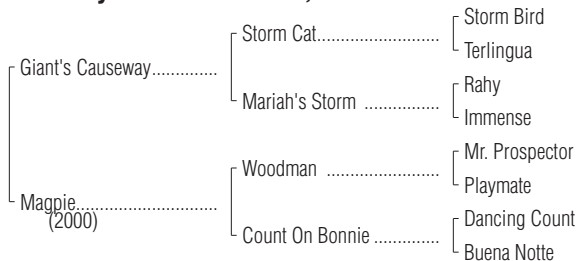 Storm Bird
Storm Cat
Terlingua
Giant's Causeway
Rahy
Mariah's Storm
Immense
Mr. Prospector
Woodman
Playmate
Magpie
(2000)
Dancing Count
Count On Bonnie
Buena Notte